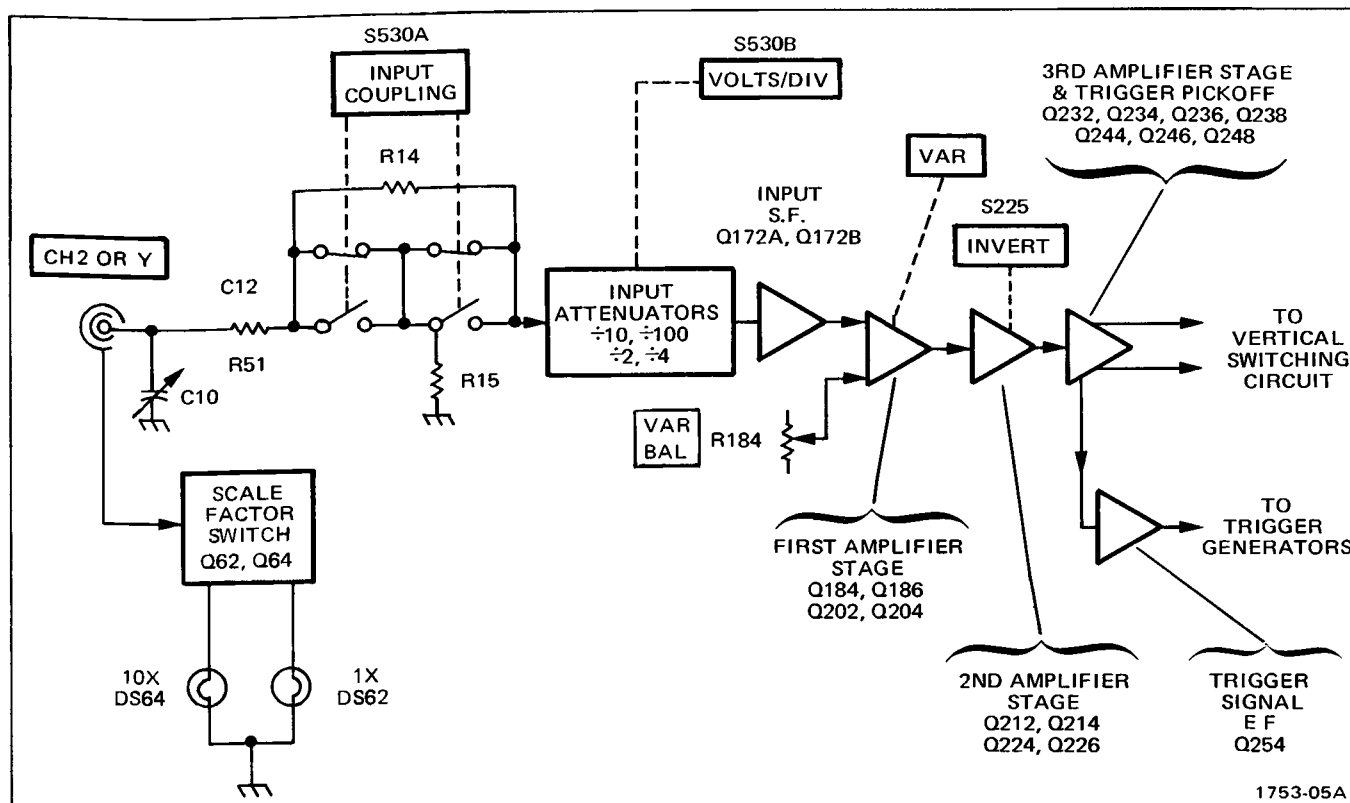 S530A
INPUT
COUPLING
S530B
VOLTS/DIV
3RD AMPLIFIER STAGE
& TRIGGER PICKOFF
Q232, Q234, Q236, Q238
Q244, Q246, Q248
R14
VAR
INPUT
S.F.
Q172A, Q172B
S225
INVERT
CH2 OR Y
C12
R51
C10
R15
INPUT
ATTENUATORS
÷10, ÷100
÷2, ÷4
TO
VERTICAL
SWITCHING
CIRCUIT
VAR
BAL
R184
SCALE
FACTOR
SWITCH
Q62, Q64
FIRST AMPLIFIER
STAGE
Q184, Q186
Q202, Q204
TO
TRIGGER
GENERATORS
10X
DS64
1X
DS62
2ND AMPLIFIER
STAGE
Q212, Q214
Q224, Q226
TRIGGER
SIGNAL
E F
Q254
1753-05A